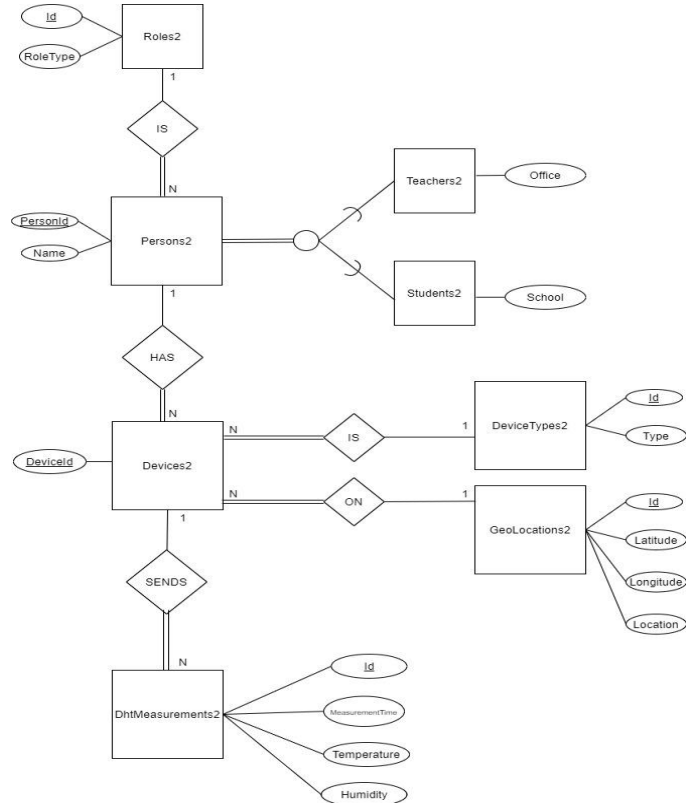 Id
RoleType
Roles2
1
IS
N
PersonId
Name
Persons2
Teachers2
Office
Students2
School
1
HAS
N
DeviceId
Devices2
N
IS
1
DeviceTypes2
Id
Type
N
ON
1
GeoLocations2
Id
Latitude
Longitude
Location
1
SENDS
N
DhtMeasurements2
Id
MeasurementTime
Temperature
Humidity